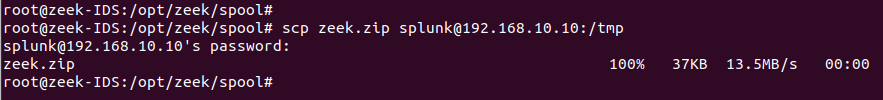 root@zeek-IDS:/opt/zeek/spool#
root@zeek-IDS:/opt/zeek/spool# scp zeek.zip splunk@192.168.10.10:/tmp
splunk@192.168.10.10's password:
zeek.zip 100% 37KB 13.5MB/s 00:00
root@zeek-IDS:/opt/zeek/spool#